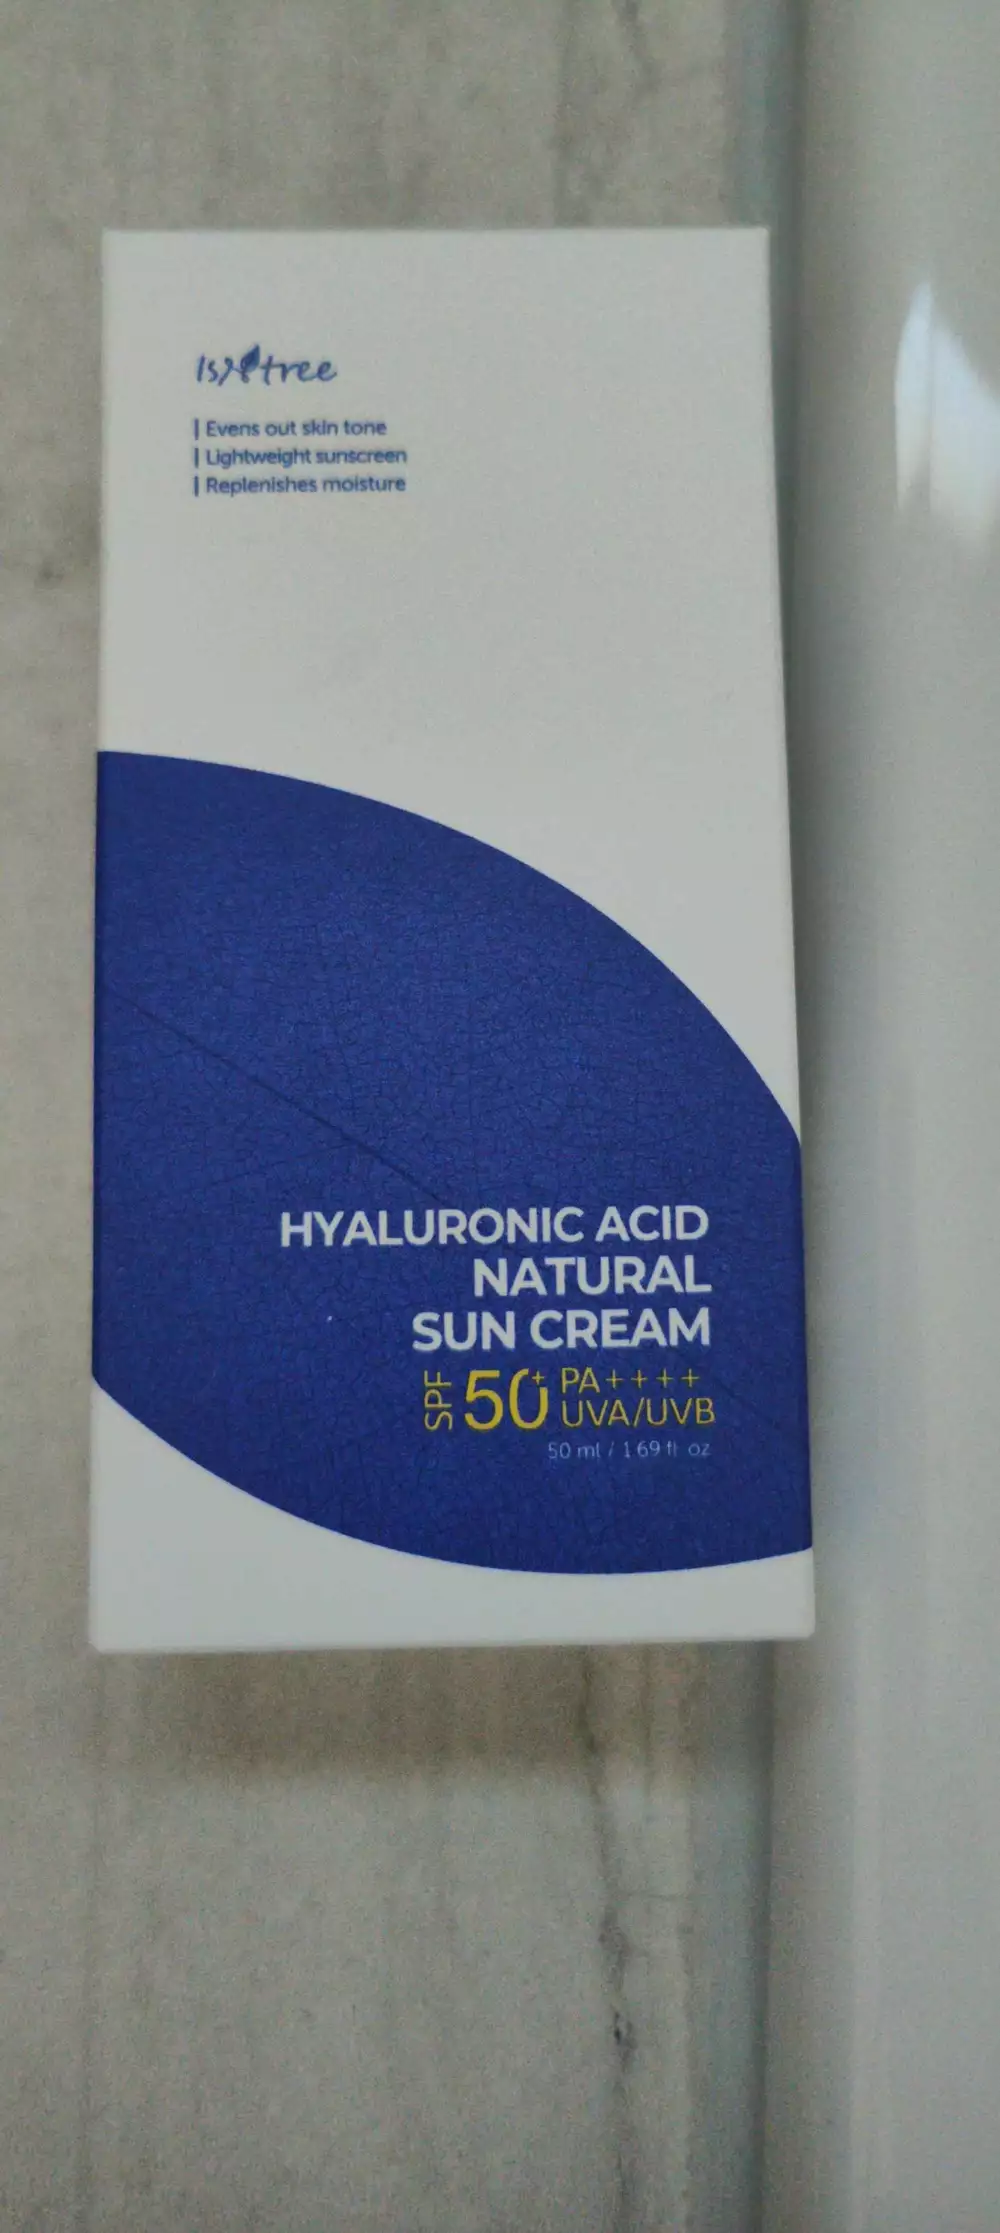 Isntree
Evens out skin tone
Lightweight sunscreen
Replenishes moisture
HYALURONIC ACID
NATURAL
SUN CREAM
SPF 50+ PA++++
UVA/UVB
50 ml / 1.69 fl oz